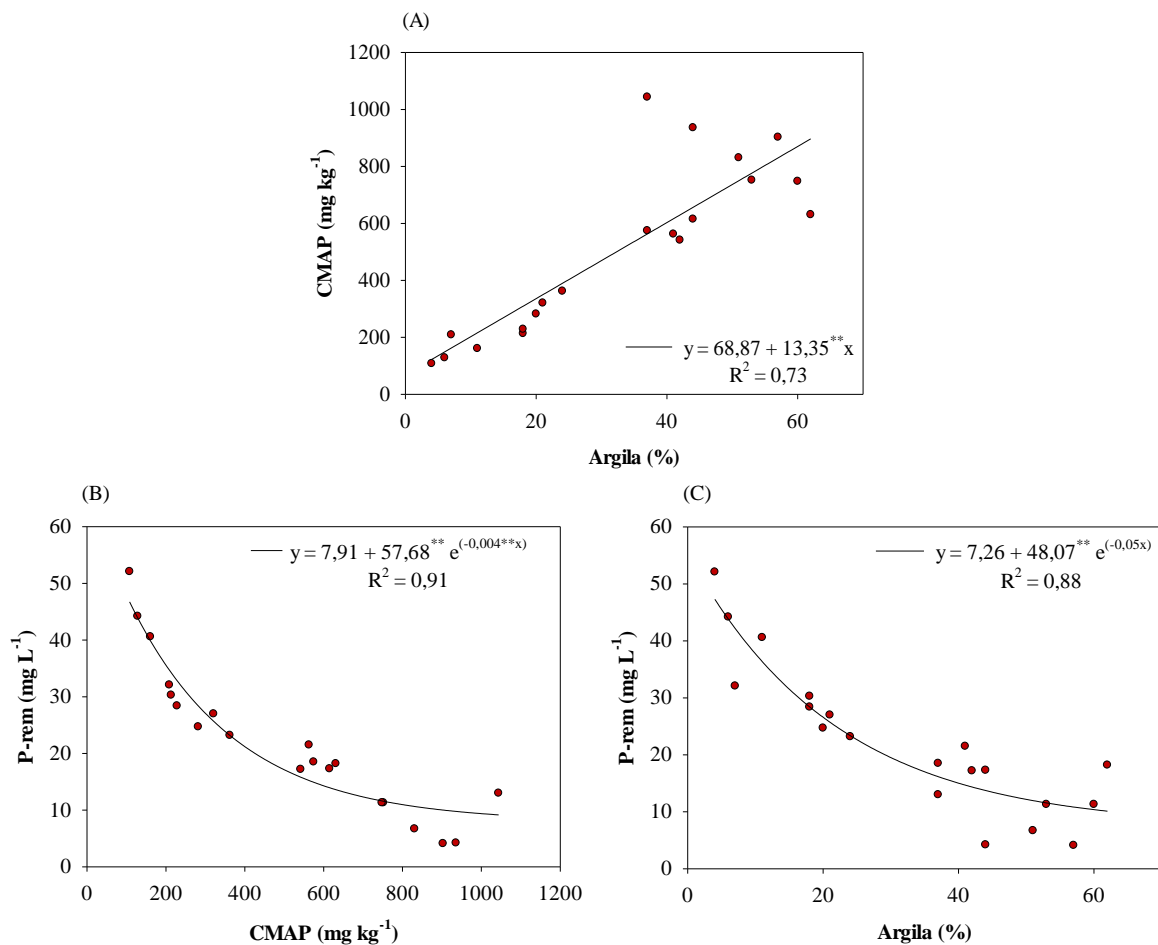 (A)
1200
1000
800
600
400
200
0
CMAP (mg kg⁻¹)
y = 68,87 + 13,35**x
R² = 0,73
0 20 40 60
Argila (%)
(B)
60
50
40
30
20
10
0
P-rem (mg L⁻¹)
y = 7,91 + 57,68** e(-0,004**x)
R² = 0,91
0 200 400 600 800 1000 1200
CMAP (mg kg⁻¹)
(C)
60
50
40
30
20
10
0
P-rem (mg L⁻¹)
y = 7,26 + 48,07** e(-0,05x)
R² = 0,88
0 20 40 60
Argila (%)